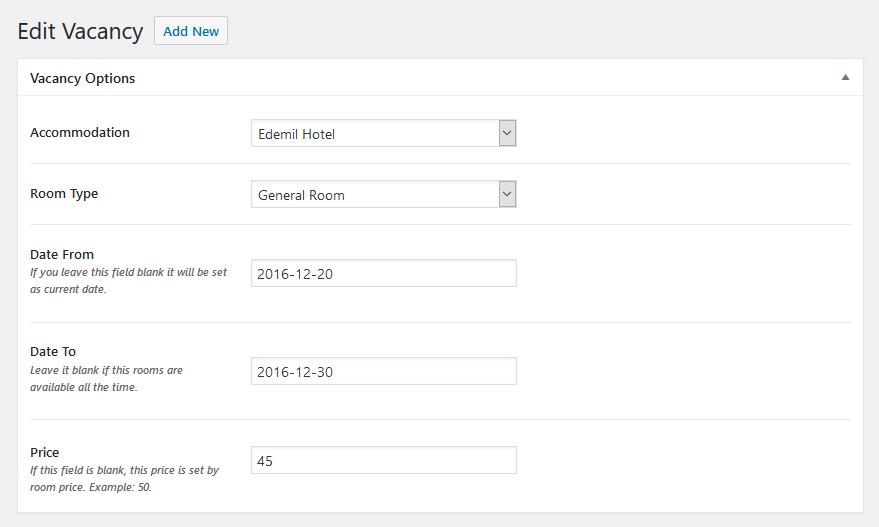 Edit Vacancy Add New
Vacancy Options
Accommodation Edemil Hotel
Room Type General Room
Date From
If you leave this field blank it will be set
as current date.
2016-12-20
Date To
Leave it blank if this rooms are
available all the time.
2016-12-30
Price
If this field is blank, this price is set by
room price. Example: 50.
45